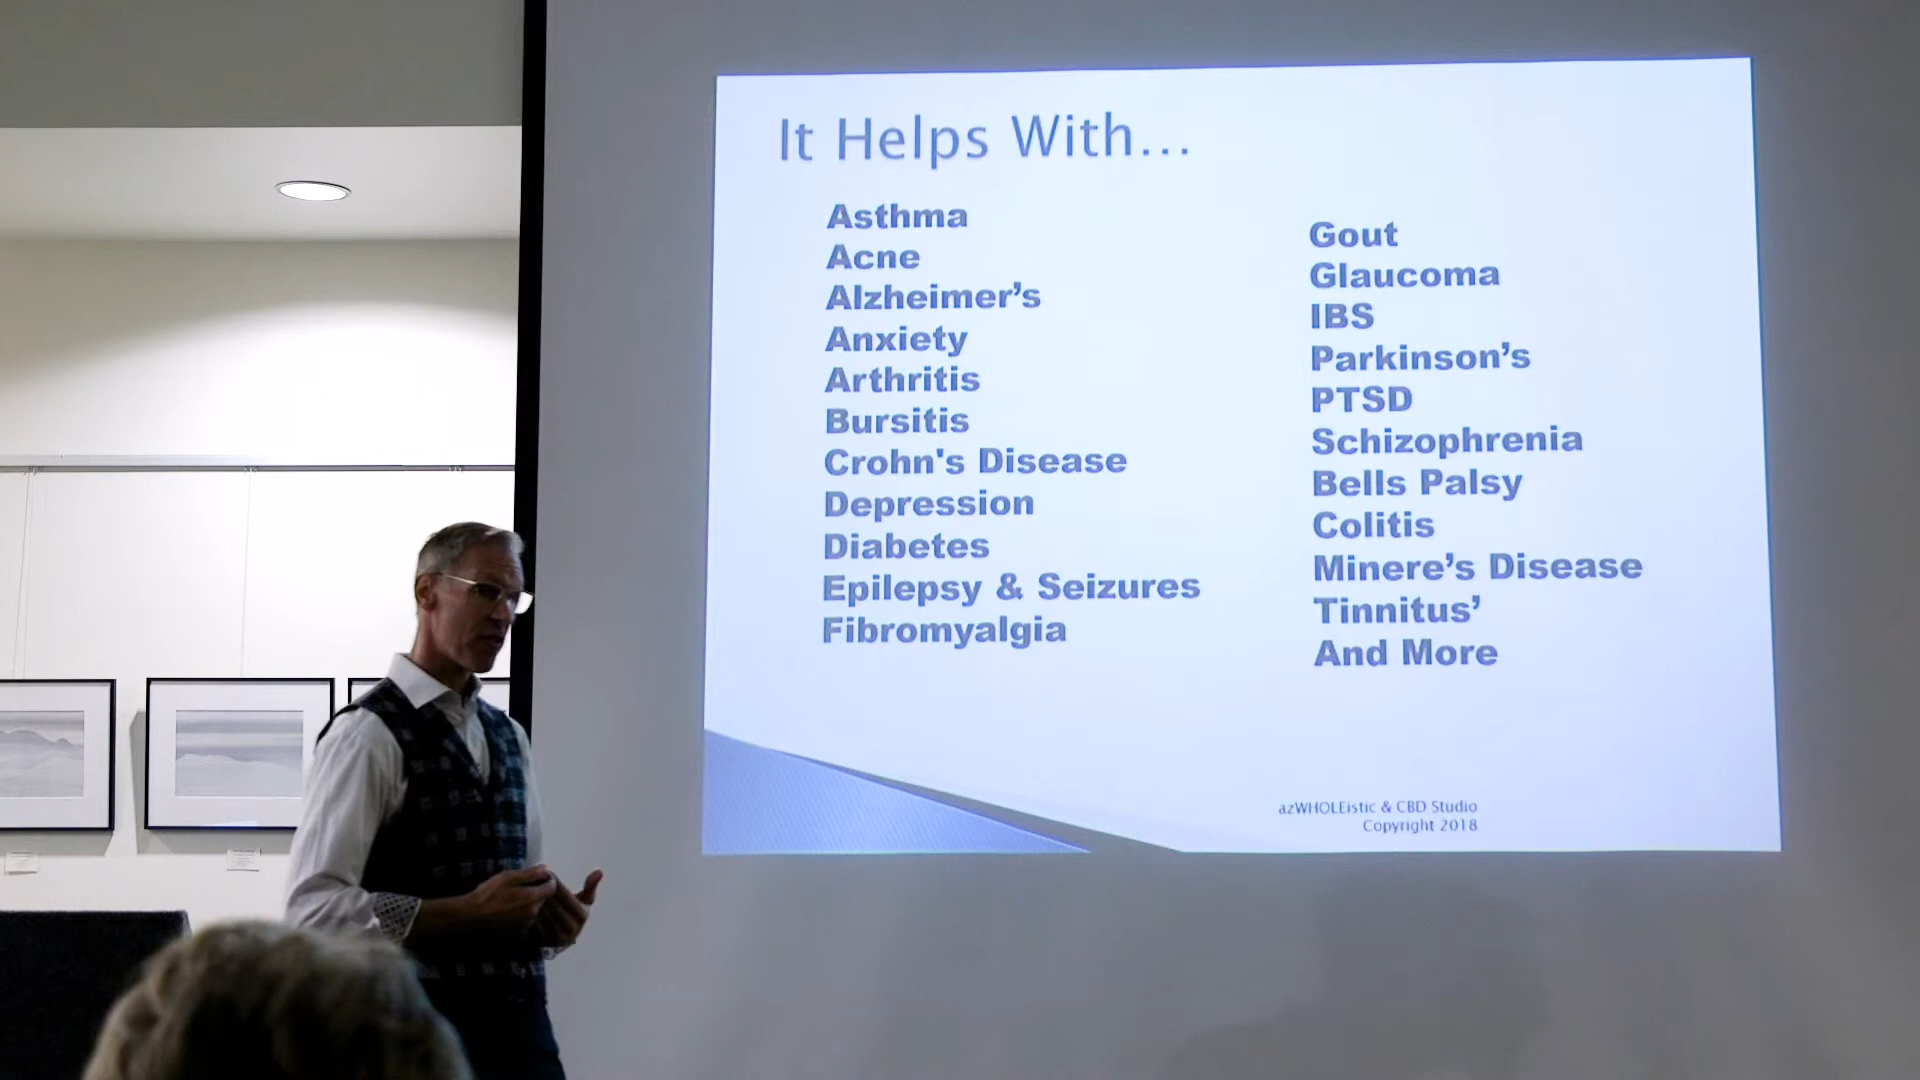 It Helps With...
Asthma
Acne
Alzheimer’s
Anxiety
Arthritis
Bursitis
Crohn's Disease
Depression
Diabetes
Epilepsy & Seizures
Fibromyalgia
Gout
Glaucoma
IBS
Parkinson’s
PTSD
Schizophrenia
Bells Palsy
Colitis
Minere’s Disease
Tinnitus’
And More
azWHOLEistic & CBD Studio
Copyright 2018